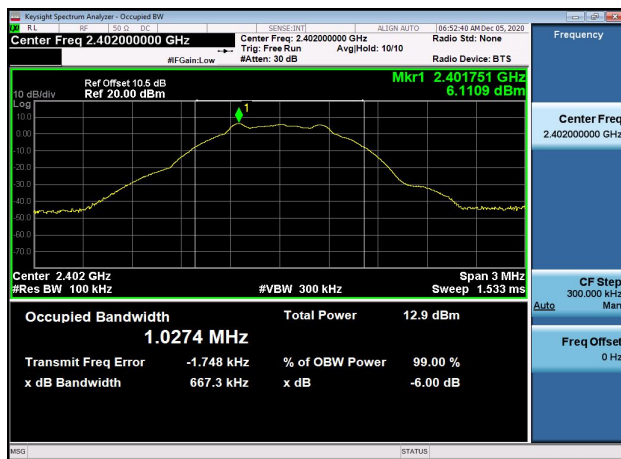 Keysight Spectrum Analyzer - Occupied BW
RL RF 50 Ω DC SENSE:INT ALIGN AUTO 06:52:40 AM Dec 05, 2020
Center Freq 2.402000000 GHz Center Freq: 2.402000000 GHz Radio Std: None
Trig: Free Run Avg|Hold: 10/10
#IFGain:Low #Atten: 30 dB Radio Device: BTS
Frequency
Mkr1 2.401751 GHz
6.1109 dBm
Ref Offset 10.5 dB
10 dB/div Ref 20.00 dBm
Log
10.0
0.00
-10.0
-20.0
-30.0
-40.0
-50.0
-60.0
-70.0
1
Center 2.402 GHz Span 3 MHz
#Res BW 100 kHz #VBW 300 kHz Sweep 1.533 ms
Occupied Bandwidth Total Power 12.9 dBm
1.0274 MHz
Transmit Freq Error -1.748 kHz % of OBW Power 99.00 %
x dB Bandwidth 667.3 kHz x dB -6.00 dB
Center Freq
2.402000000 GHz
CF Step
300.000 kHz
Auto Man
Freq Offset
0 Hz
MSG STATUS